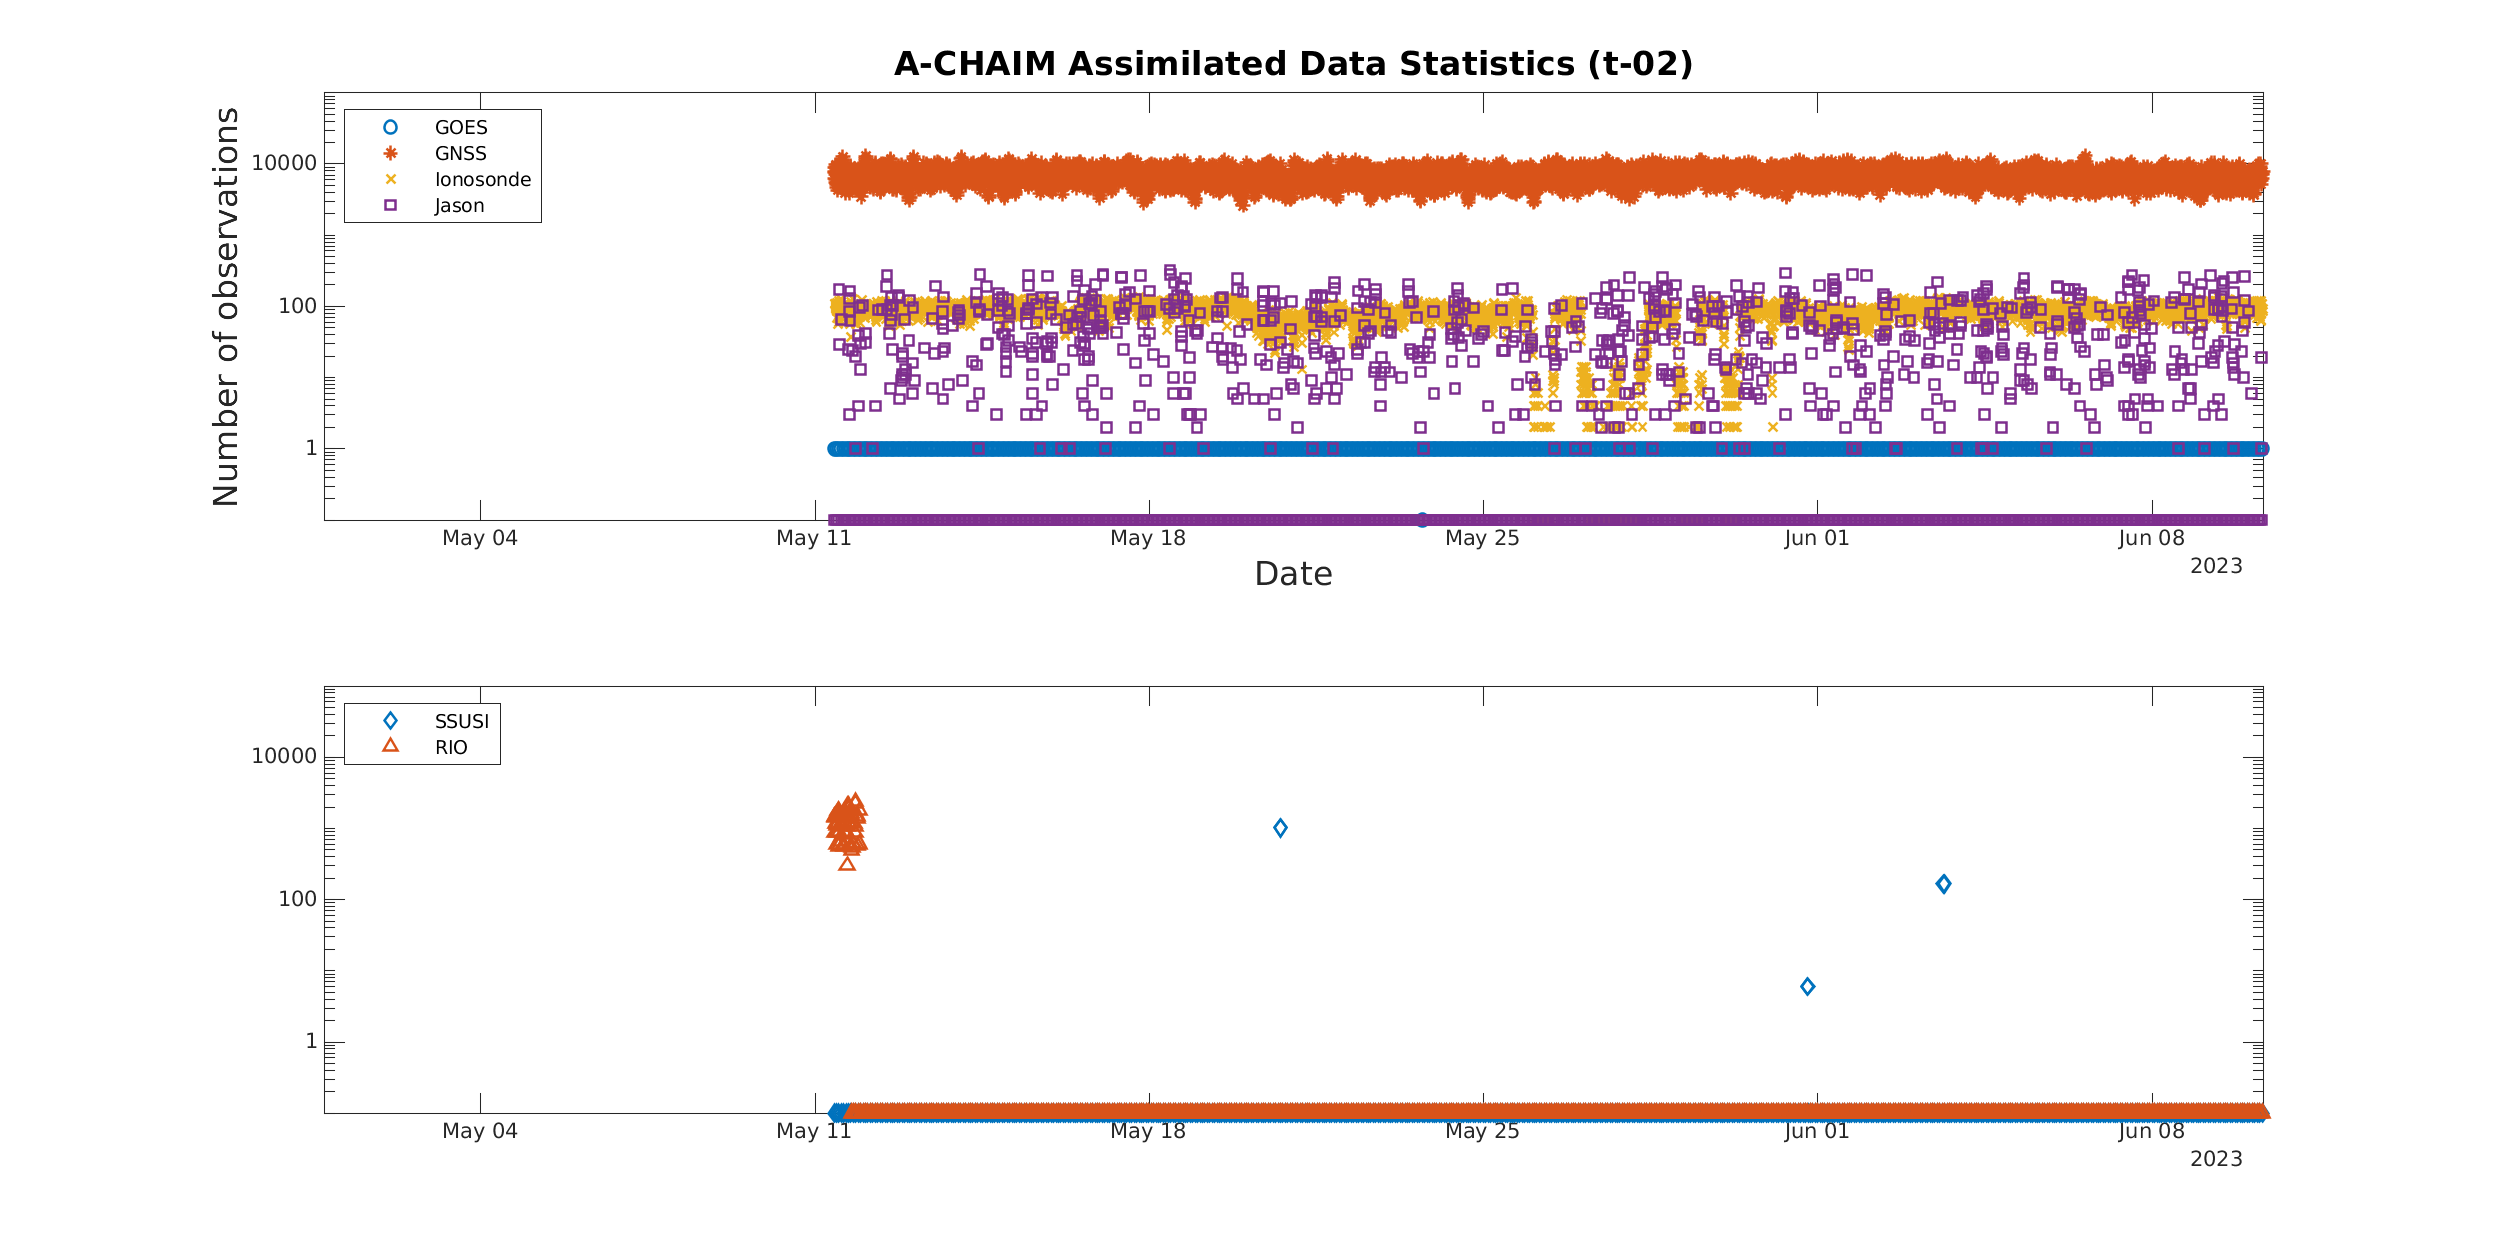 A-CHAIM Assimilated Data Statistics (t-02)
Number of observations
10000
100
1
GOES
GNSS
Ionosonde
Jason
May 04
May 11
May 18
May 25
Jun 01
Jun 08
2023
Date
10000
100
1
SSUSI
RIO
May 04
May 11
May 18
May 25
Jun 01
Jun 08
2023